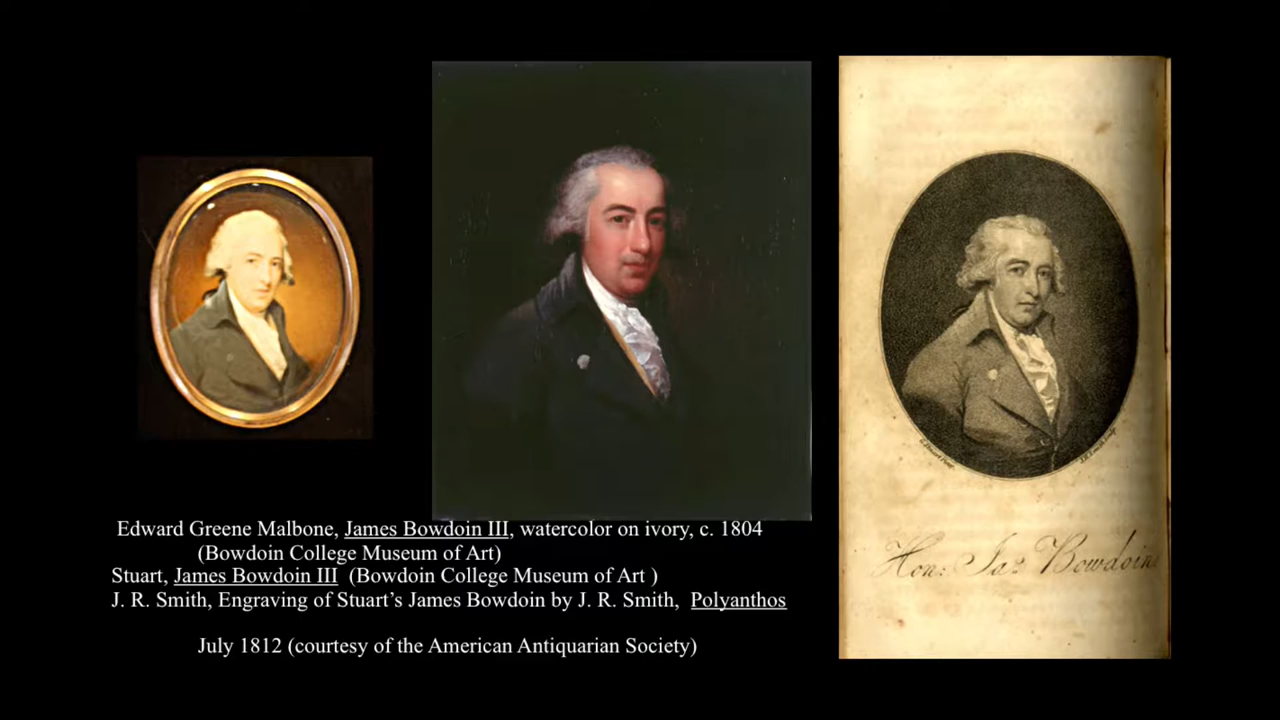 Edward Greene Malbone, James Bowdoin III, watercolor on ivory, c. 1804
(Bowdoin College Museum of Art)
Stuart, James Bowdoin III (Bowdoin College Museum of Art )
J. R. Smith, Engraving of Stuart’s James Bowdoin by J. R. Smith, Polyanthos
July 1812 (courtesy of the American Antiquarian Society)
Hon: Jas Bowdoin